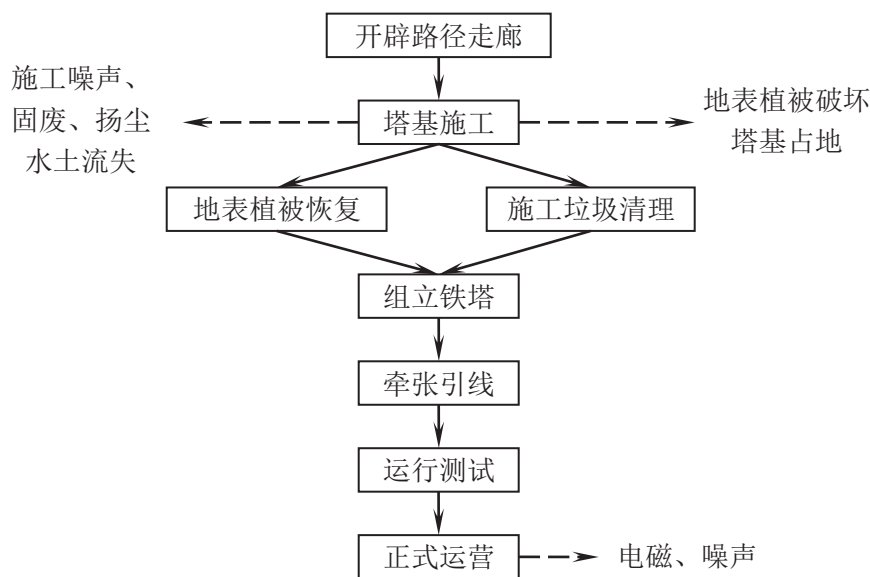 开辟路径走廊
施工噪声、
固废、扬尘
水土流失
塔基施工
地表植被破坏
塔基占地
地表植被恢复
施工垃圾清理
组立铁塔
牵张引线
运行测试
正式运营
电磁、噪声